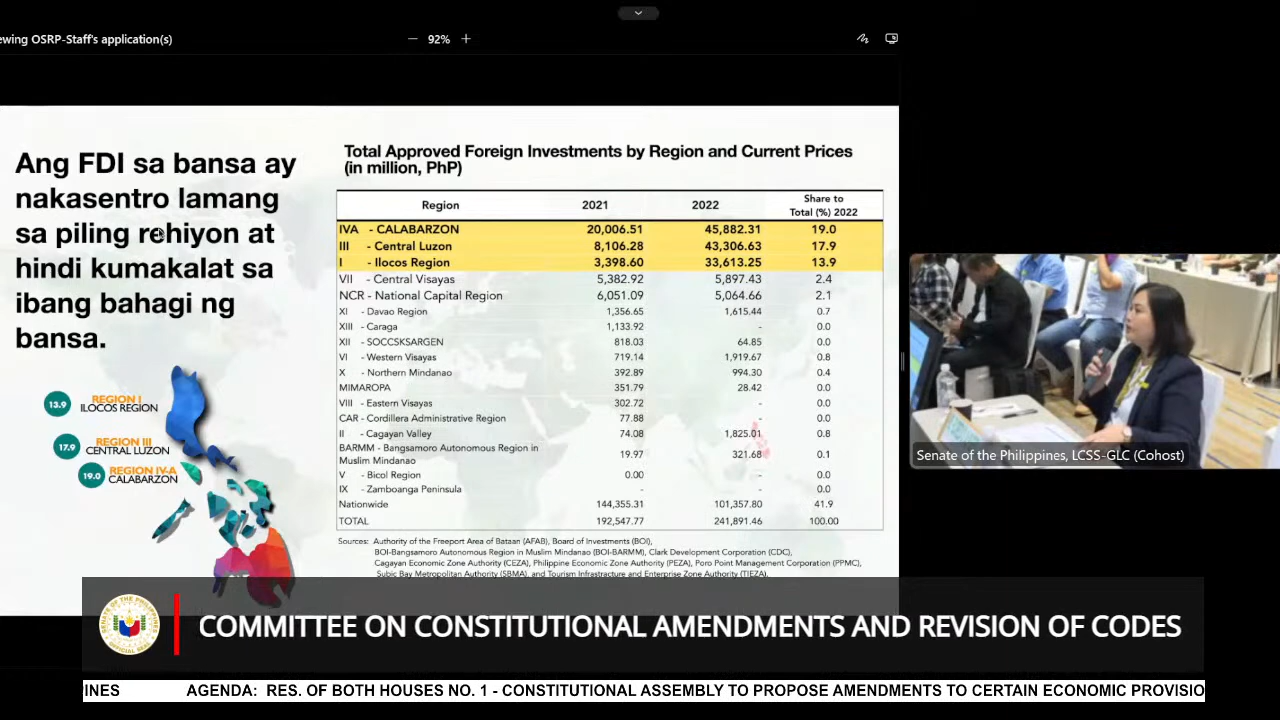 ewing OSRP-Staff's application(s)
92%
Ang FDI sa bansa ay
nakasentro lamang
sa piling rehiyon at
hindi kumakalat sa
ibang bahagi ng
bansa.
13.9 REGION I
ILOCOS REGION
17.9 REGION III
CENTRAL LUZON
19.0 REGION IV-A
CALABARZON
Total Approved Foreign Investments by Region and Current Prices
(in million, PhP)
Region 2021 2022 Share to
Total (%) 2022
IVA - CALABARZON 20,006.51 45,882.31 19.0
III - Central Luzon 8,106.28 43,306.63 17.9
I - Ilocos Region 3,398.60 33,613.25 13.9
VII - Central Visayas 5,382.92 5,897.43 2.4
NCR - National Capital Region 6,051.09 5,064.66 2.1
XI - Davao Region 1,356.65 1,615.44 0.7
XIII - Caraga 1,133.92 - 0.0
XII - SOCCSKSARGEN 818.03 64.85 0.0
VI - Western Visayas 719.14 1,919.67 0.8
X - Northern Mindanao 392.89 994.30 0.4
MIMAROPA 351.79 28.42 0.0
VIII - Eastern Visayas 302.72 - 0.0
CAR - Cordillera Administrative Region 77.88 - 0.0
II - Cagayan Valley 74.08 1,825.01 0.8
BARMM - Bangsamoro Autonomous Region in
Muslim Mindanao 19.97 321.68 0.1
V - Bicol Region 0.00 - 0.0
IX - Zamboanga Peninsula - - 0.0
Nationwide 144,355.31 101,357.80 41.9
TOTAL 192,547.77 241,891.46 100.00
Sources: Authority of the Freeport Area of Bataan (AFAB), Board of Investments (BOI),
BOI-Bangsamoro Autonomous Region in Muslim Mindanao (BOI-BARMM), Clark Development Corporation (CDC),
Cagayan Economic Zone Authority (CEZA), Philippine Economic Zone Authority (PEZA), Poro Point Management Corporation (PPMC),
Subic Bay Metropolitan Authority (SBMA), and Tourism Infrastructure and Enterprise Zone Authority (TIEZA).
Senate of the Philippines, LCSS-GLC (Cohost)
COMMITTEE ON CONSTITUTIONAL AMENDMENTS AND REVISION OF CODES
PINES AGENDA: RES. OF BOTH HOUSES NO. 1 - CONSTITUTIONAL ASSEMBLY TO PROPOSE AMENDMENTS TO CERTAIN ECONOMIC PROVISIO